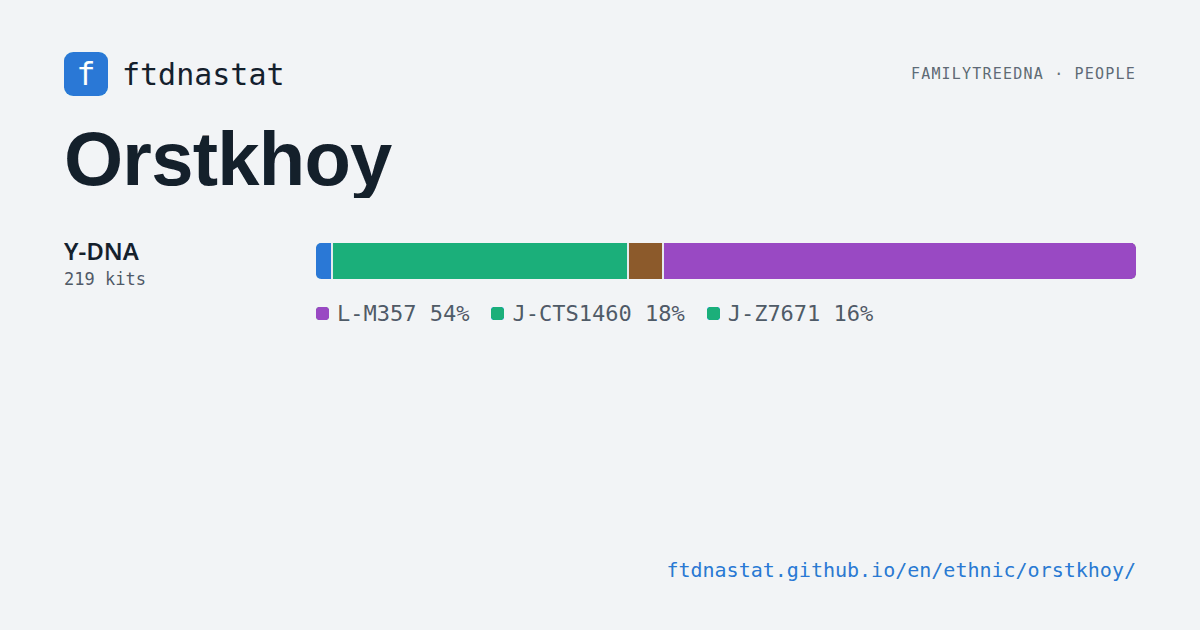 f ftdnastat
FAMILYTREEDNA · PEOPLE
Orstkhoy
Y-DNA
219 kits
L-M357 54% J-CTS1460 18% J-Z7671 16%
ftdnastat.github.io/en/ethnic/orstkhoy/